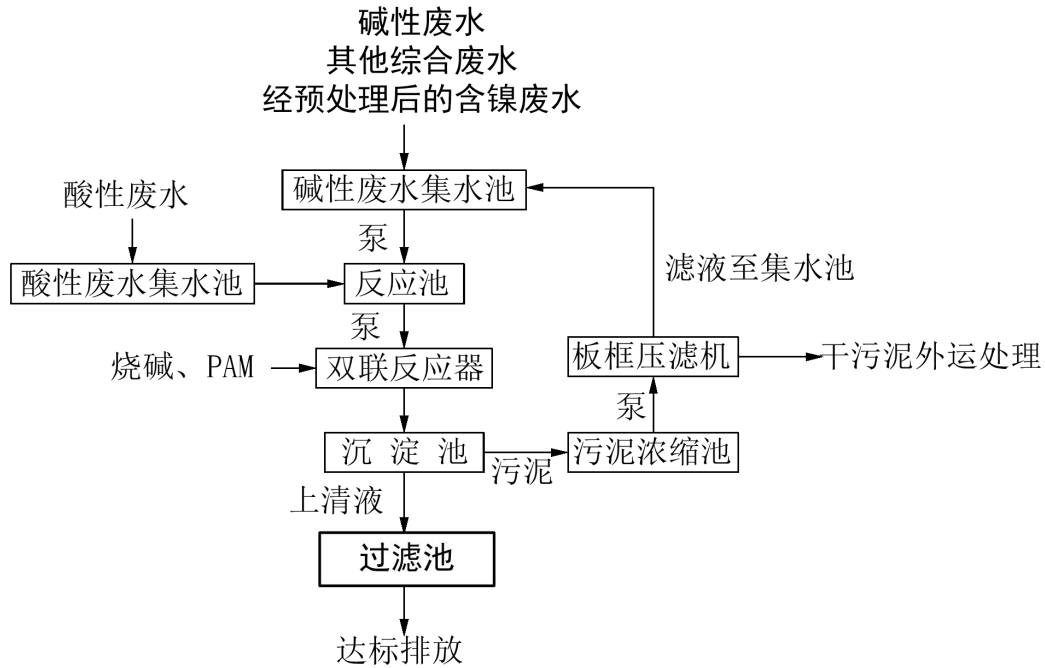 碱性废水
其他综合废水
经预处理后的含镍废水
酸性废水
碱性废水集水池
泵
滤液至集水池
酸性废水集水池
反应池
泵
烧碱、PAM
双联反应器
板框压滤机
干污泥外运处理
泵
沉 淀 池
污泥
污泥浓缩池
上清液
过滤池
达标排放